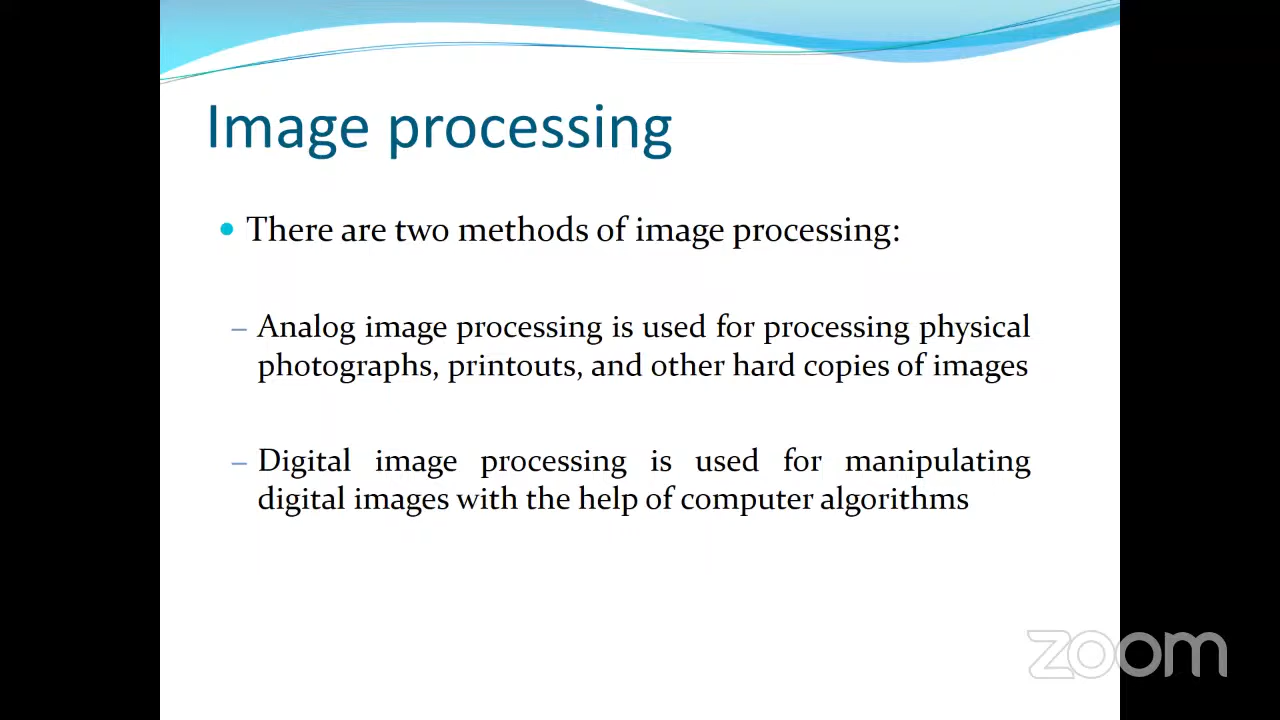 Image processing
• There are two methods of image processing:
– Analog image processing is used for processing physical
photographs, printouts, and other hard copies of images
– Digital image processing is used for manipulating
digital images with the help of computer algorithms
zoom